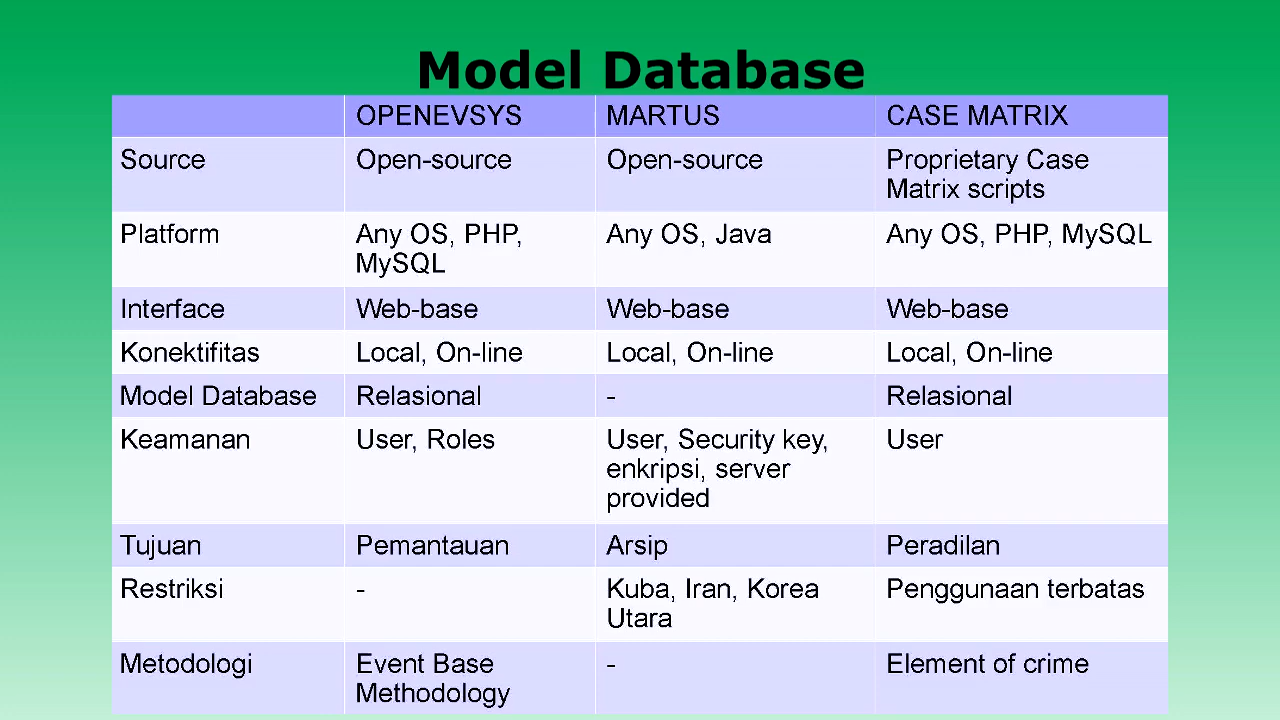 Model Database
OPENEVSYS MARTUS CASE MATRIX
Source Open-source Open-source Proprietary Case
Matrix scripts
Platform Any OS, PHP, Any OS, Java Any OS, PHP, MySQL
MySQL
Interface Web-base Web-base Web-base
Konektifitas Local, On-line Local, On-line Local, On-line
Model Database Relasional - Relasional
Keamanan User, Roles User, Security key, User
enkripsi, server
provided
Tujuan Pemantauan Arsip Peradilan
Restriksi - Kuba, Iran, Korea Penggunaan terbatas
Utara
Metodologi Event Base - Element of crime
Methodology